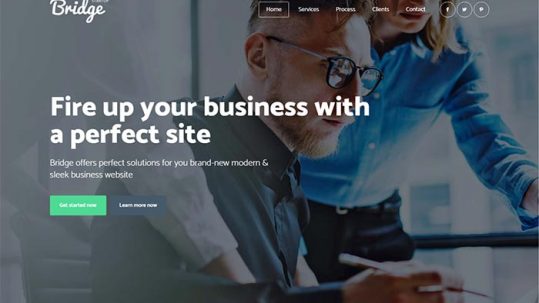 Bridge
Home Services Process Clients Contact
Fire up your business with
a perfect site
Bridge offers perfect solutions for you brand-new modern &
sleek business website
Get started now Learn more now